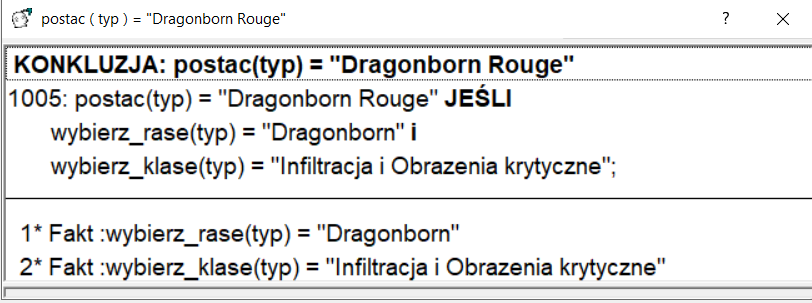 postac ( typ ) = "Dragonborn Rouge"
KONKLUZJA: postac(typ) = "Dragonborn Rouge"
1005: postac(typ) = "Dragonborn Rouge" JEŚLI
wybierz_rase(typ) = "Dragonborn" i
wybierz_klase(typ) = "Infiltracja i Obrazenia krytyczne";
1* Fakt :wybierz_rase(typ) = "Dragonborn"
2* Fakt :wybierz_klase(typ) = "Infiltracja i Obrazenia krytyczne"